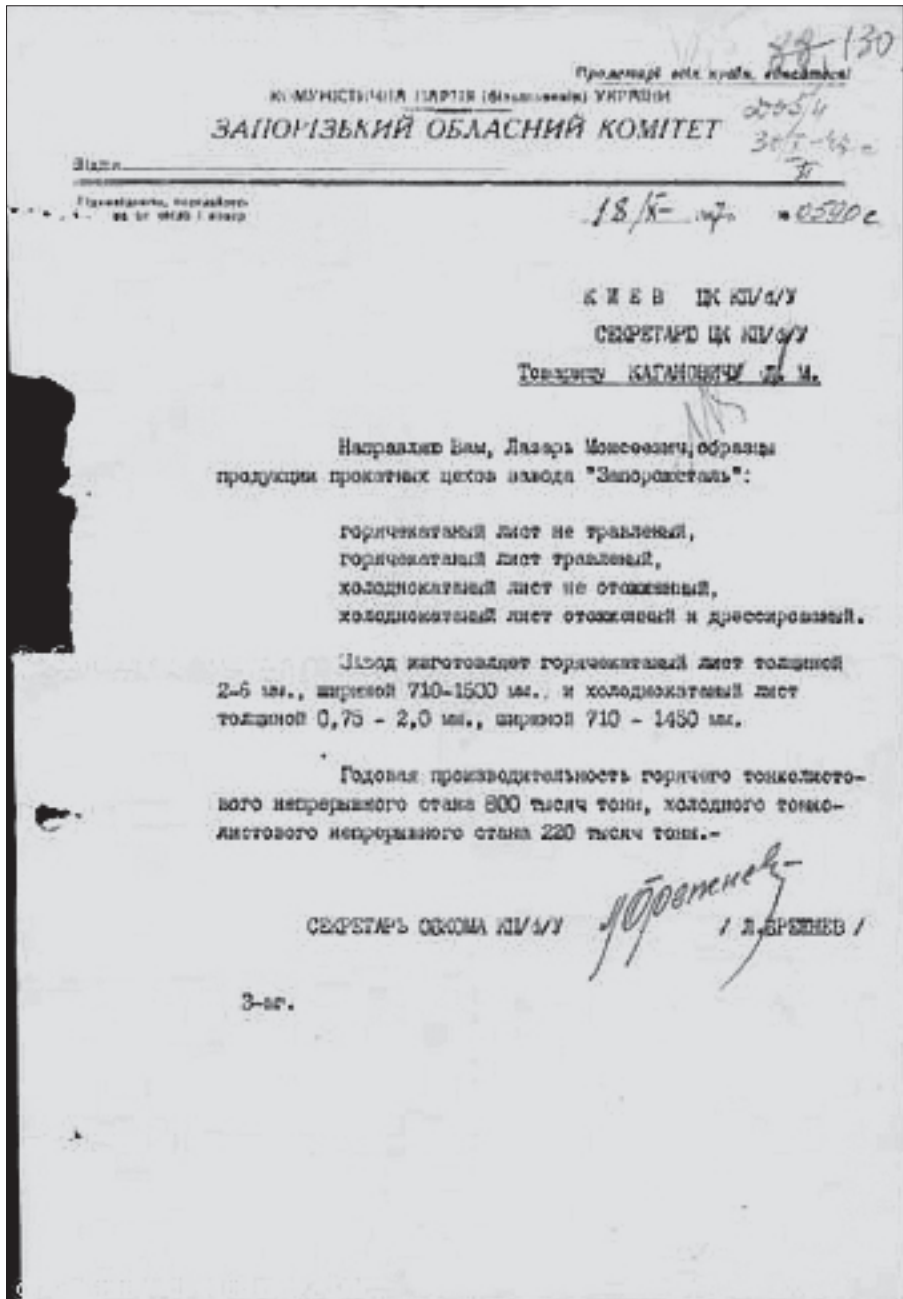 130
Пролетарі всіх країн, єднайтеся!
КОМУНІСТИЧНА ПАРТІЯ (більшовиків) УКРАЇНИ
ЗАПОРІЗЬКИЙ ОБЛАСНИЙ КОМІТЕТ
18/X- 1947 № 0590 с
К И Е В ЦК КП/б/У
СЕКРЕТАРЮ ЦК КП/б/У
Товарищу КАГАНОВИЧУ Л. М.
Направляю Вам, Лазарь Моисеевич, образцы
продукции прокатных цехов завода "Запорожсталь":
горячекатаный лист не травленый,
горячекатаный лист травленый,
холоднокатаный лист не отожженный,
холоднокатаный лист отожженный и дрессированный.
Завод изготовляет горячекатаный лист толщиной
2-6 мм., шириной 710-1500 мм., и холоднокатаный лист
толщиной 0,75 - 2,0 мм., шириной 710 - 1450 мм.
Годовая производительность горячего тонколисто-
вого непрерывного стана 600 тысяч тонн, холодного тонко-
листового непрерывного стана 220 тысяч тонн.-
СЕКРЕТАРЬ ОБКОМА КП/б/У Л Брежнев / Л.БРЕЖНЕВ /
3-аг.